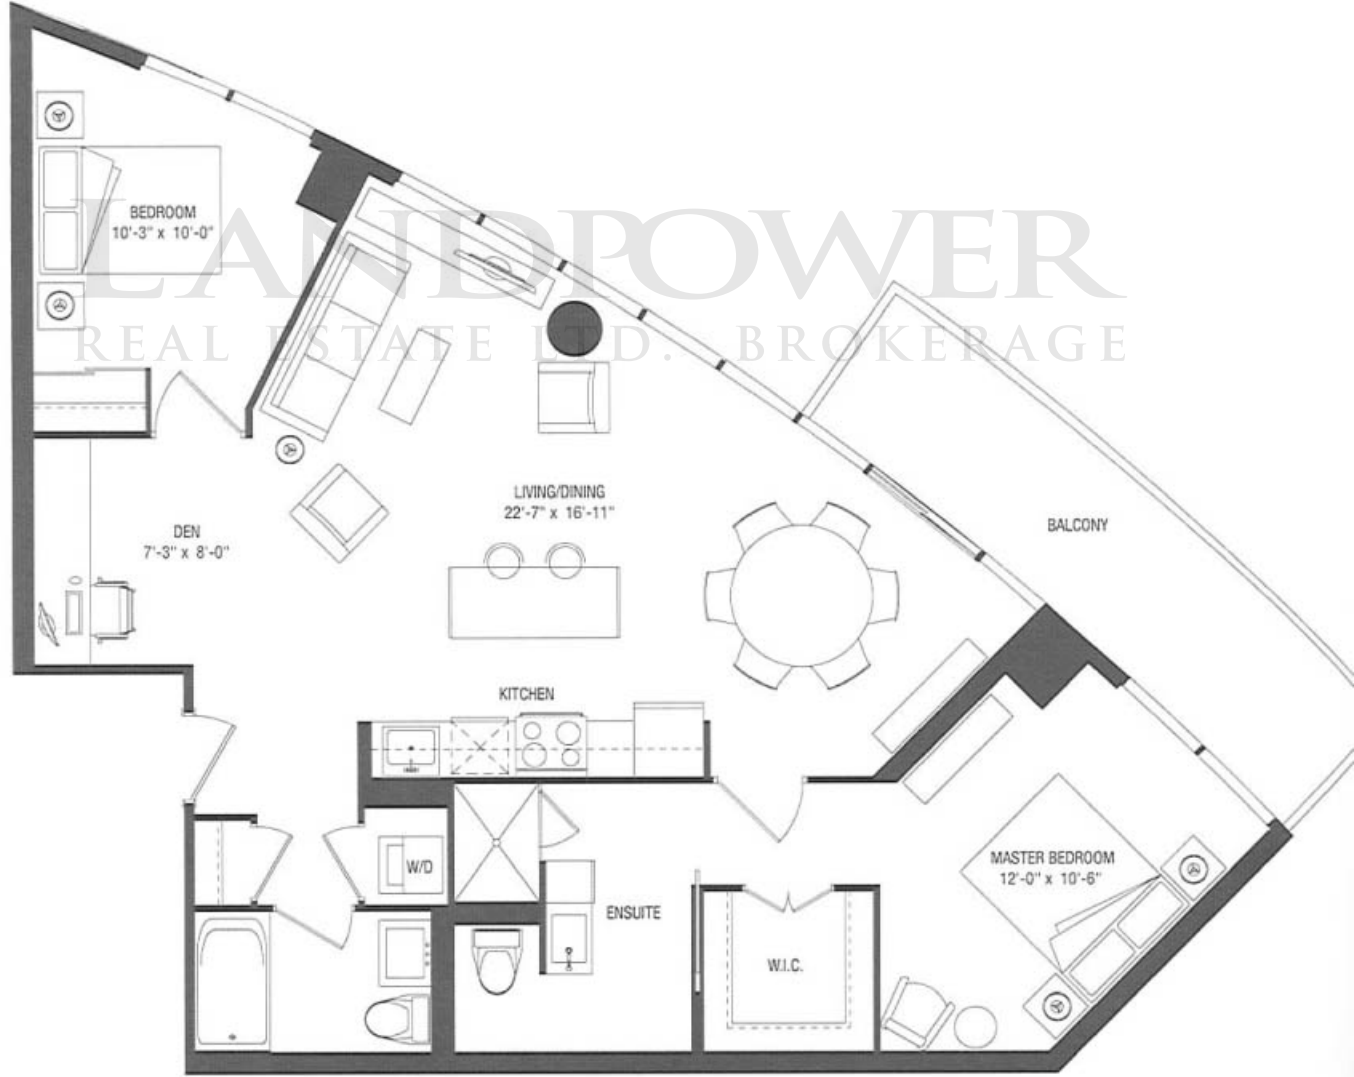 LANDPOWER
REAL ESTATE LTD. BROKERAGE
BEDROOM
10'-3" x 10'-0"
LIVING/DINING
22'-7" x 16'-11"
BALCONY
DEN
7'-3" x 8'-0"
KITCHEN
MASTER BEDROOM
12'-0" x 10'-6"
W/D
ENSUITE
W.I.C.